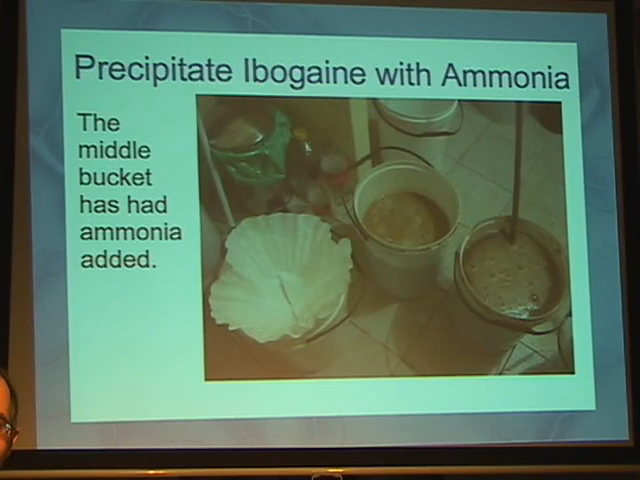 Precipitate Ibogaine with Ammonia
The
middle
bucket
has had
ammonia
added.